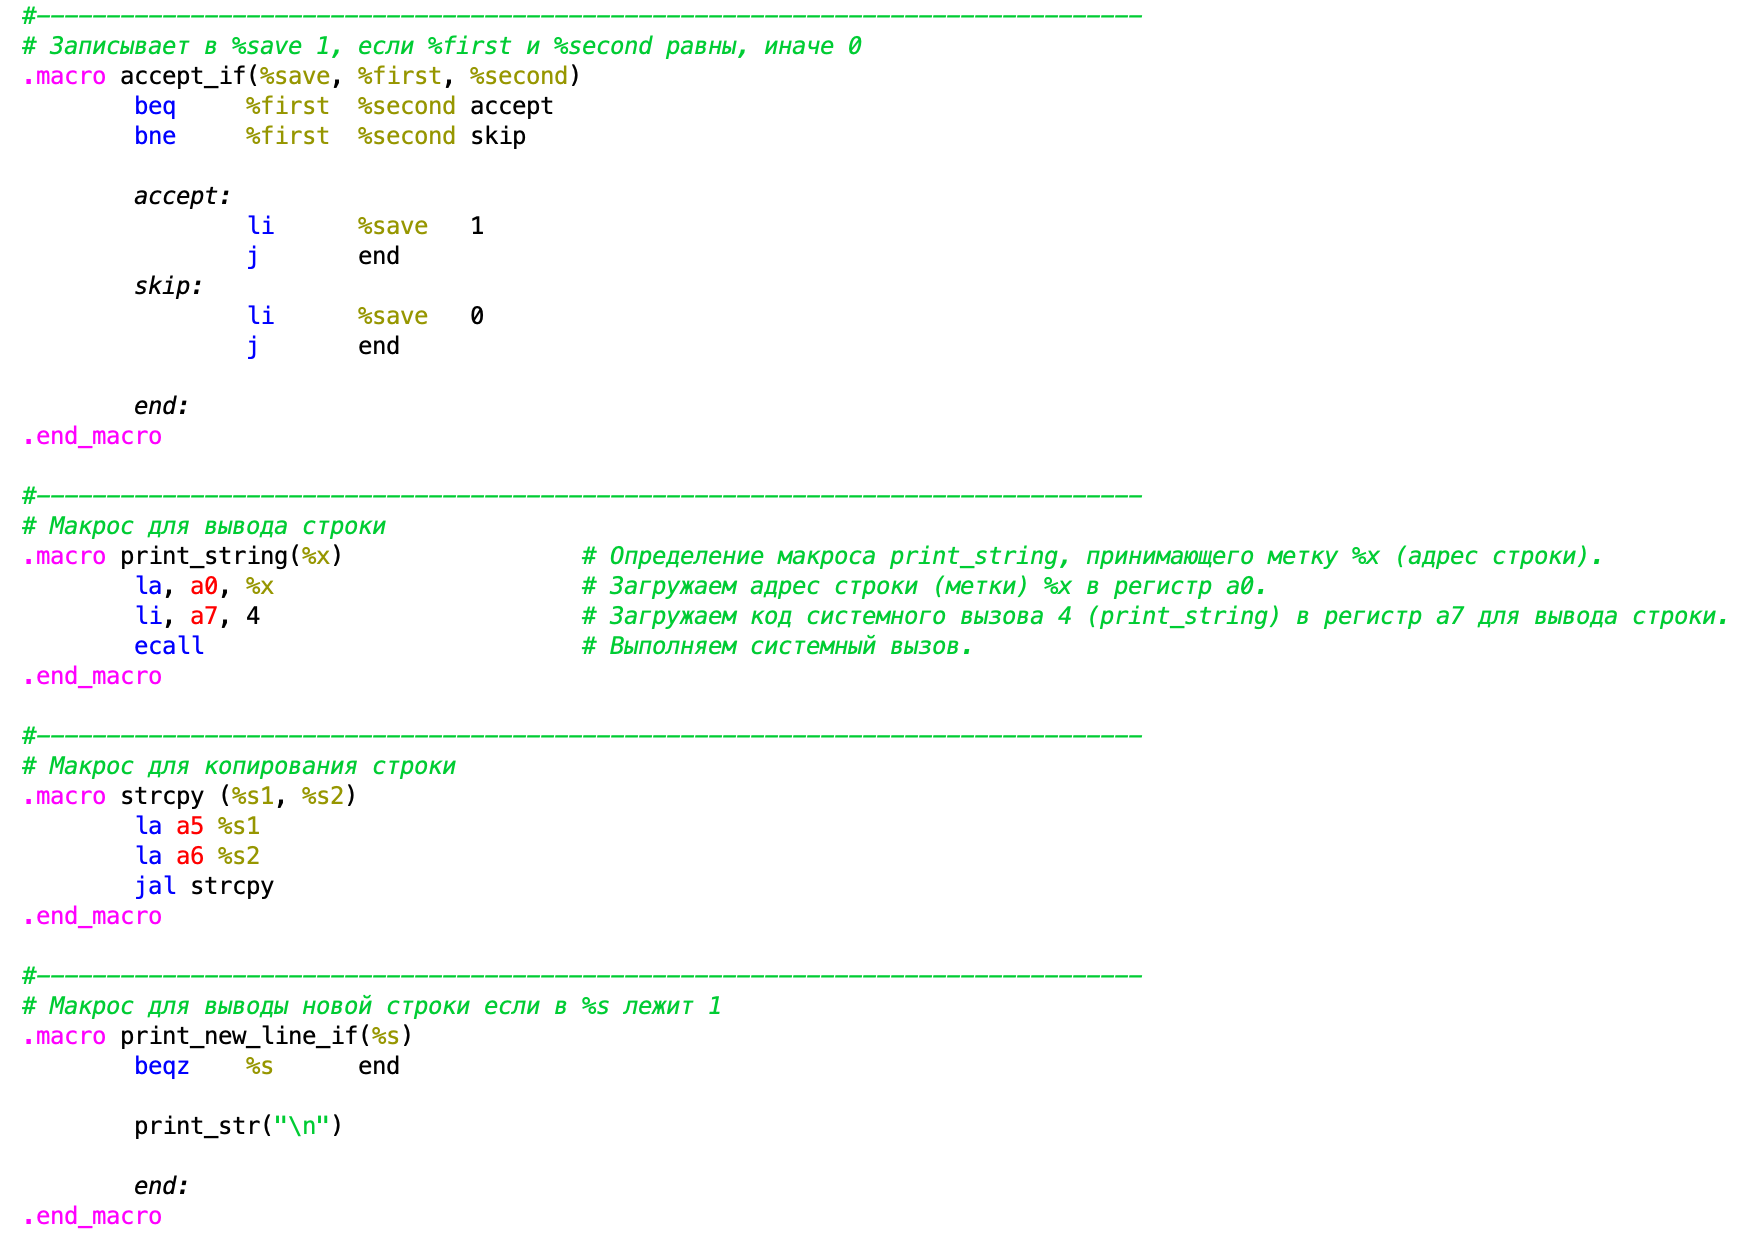 #-------------------------------------------------------------------------------
# Записывает в %save 1, если %first и %second равны, иначе 0
.macro accept_if(%save, %first, %second)
beq %first %second accept
bne %first %second skip
accept:
li %save 1
j end
skip:
li %save 0
j end
end:
.end_macro
#-------------------------------------------------------------------------------
# Макрос для вывода строки
.macro print_string(%x) # Определение макроса print_string, принимающего метку %x (адрес строки).
la, a0, %x # Загружаем адрес строки (метки) %x в регистр a0.
li, a7, 4 # Загружаем код системного вызова 4 (print_string) в регистр a7 для вывода строки.
ecall # Выполняем системный вызов.
.end_macro
#-------------------------------------------------------------------------------
# Макрос для копирования строки
.macro strcpy (%s1, %s2)
la a5 %s1
la a6 %s2
jal strcpy
.end_macro
#-------------------------------------------------------------------------------
# Макрос для выводы новой строки если в %s лежит 1
.macro print_new_line_if(%s)
beqz %s end
print_str("\n")
end:
.end_macro